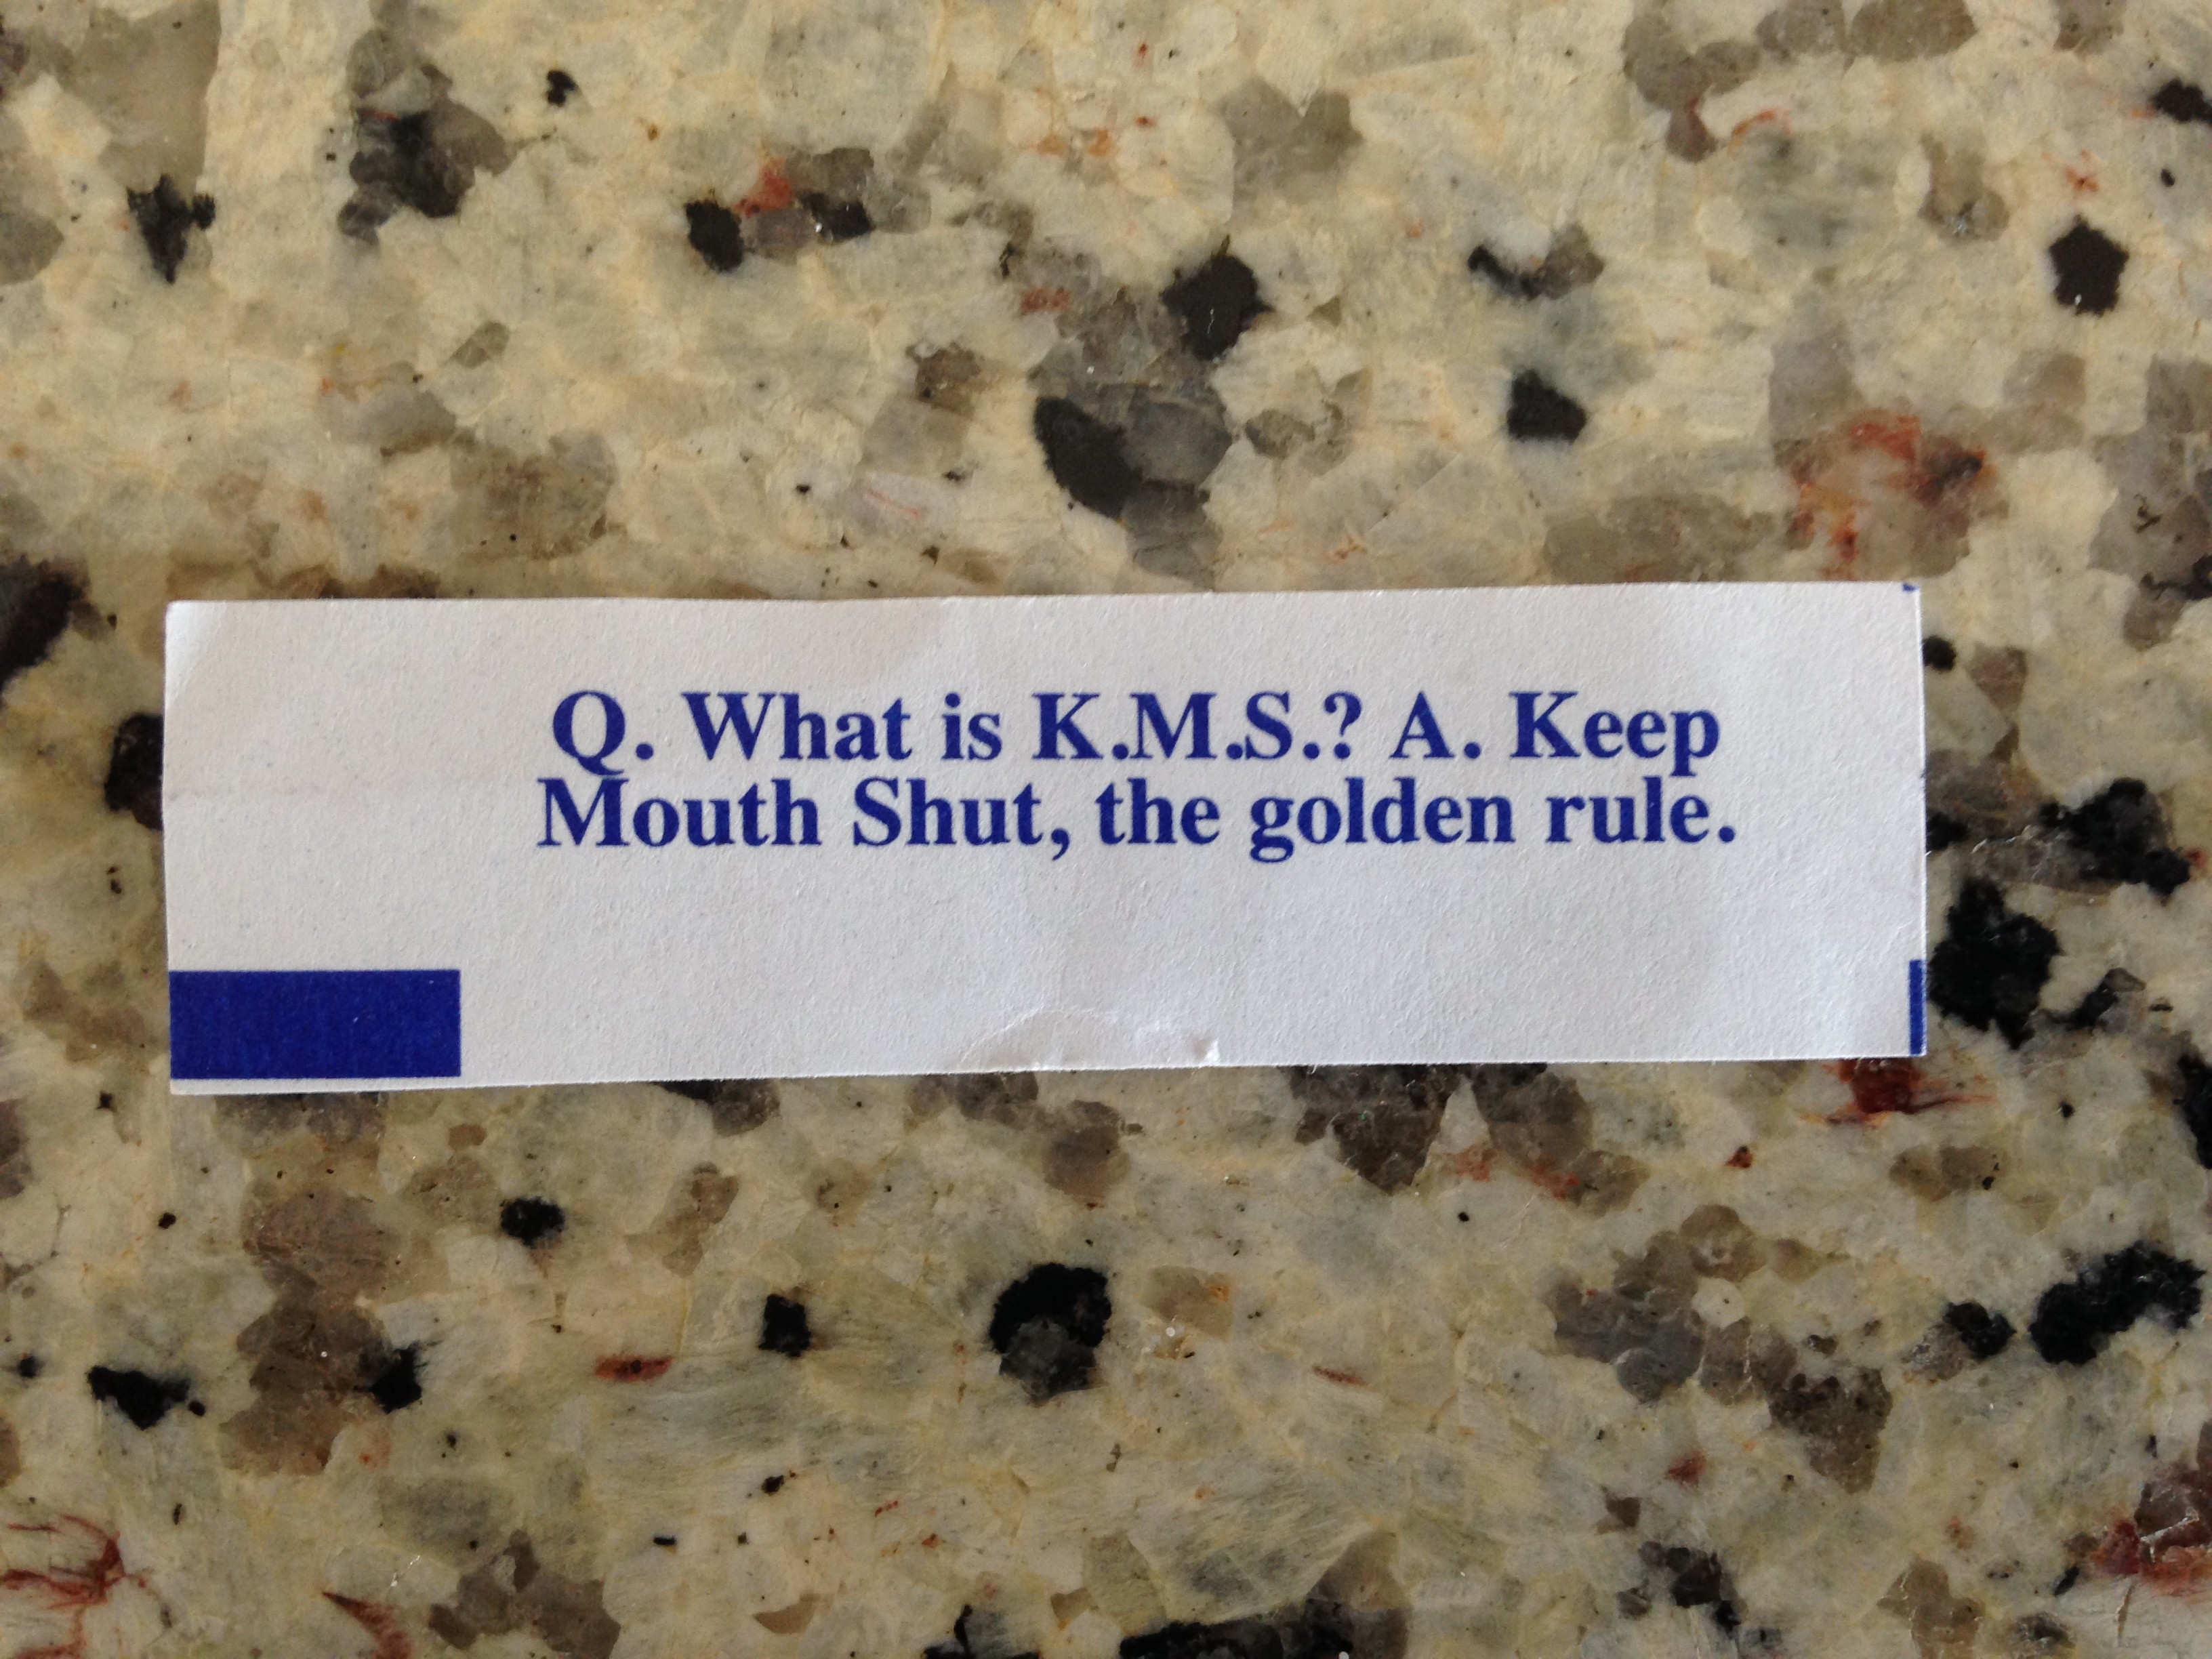 Q. What is K.M.S.? A. Keep
Mouth Shut, the golden rule.